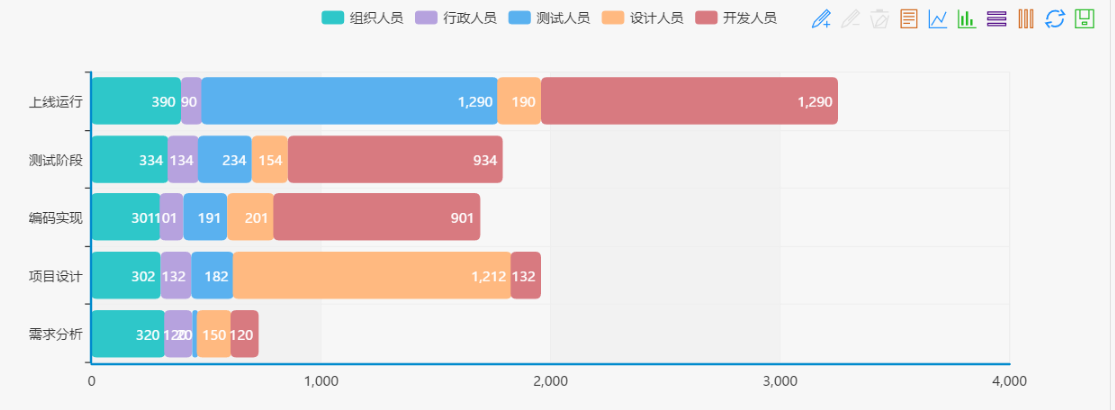 组织人员 行政人员 测试人员 设计人员 开发人员
上线运行 390 90 1,290 190 1,290
测试阶段 334 134 234 154 934
编码实现 301 101 191 201 901
项目设计 302 132 182 1,212 132
需求分析 320 120 20 150 120
0 1,000 2,000 3,000 4,000